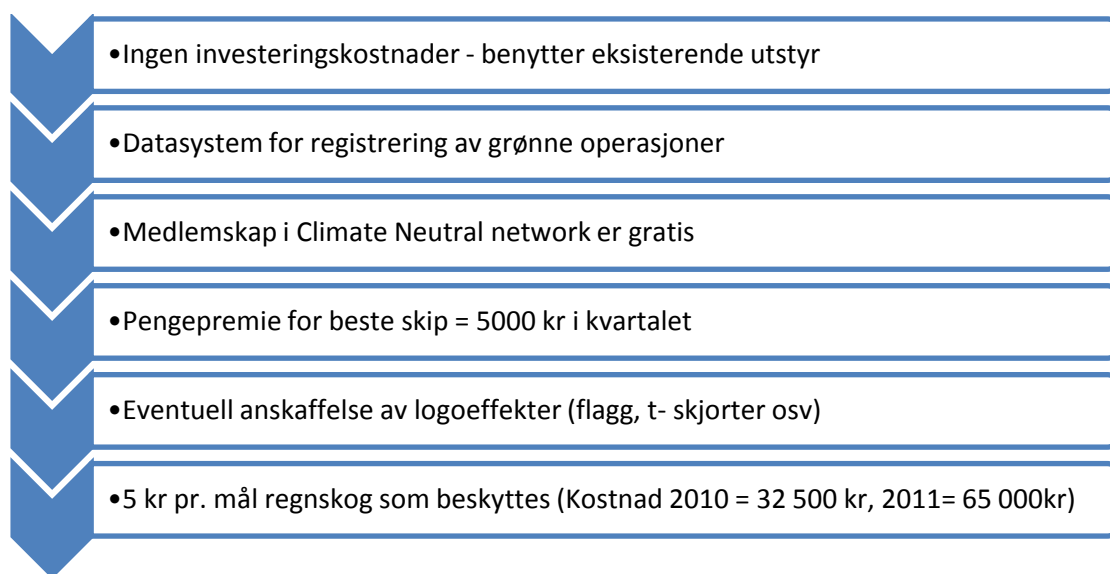 •Ingen investeringskostnader - benytter eksisterende utstyr
•Datasystem for registrering av grønne operasjoner
•Medlemskap i Climate Neutral network er gratis
•Pengepremie for beste skip = 5000 kr i kvartalet
•Eventuell anskaffelse av logoeffekter (flagg, t- skjorter osv)
•5 kr pr. mål regnskog som beskyttes (Kostnad 2010 = 32 500 kr, 2011= 65 000kr)